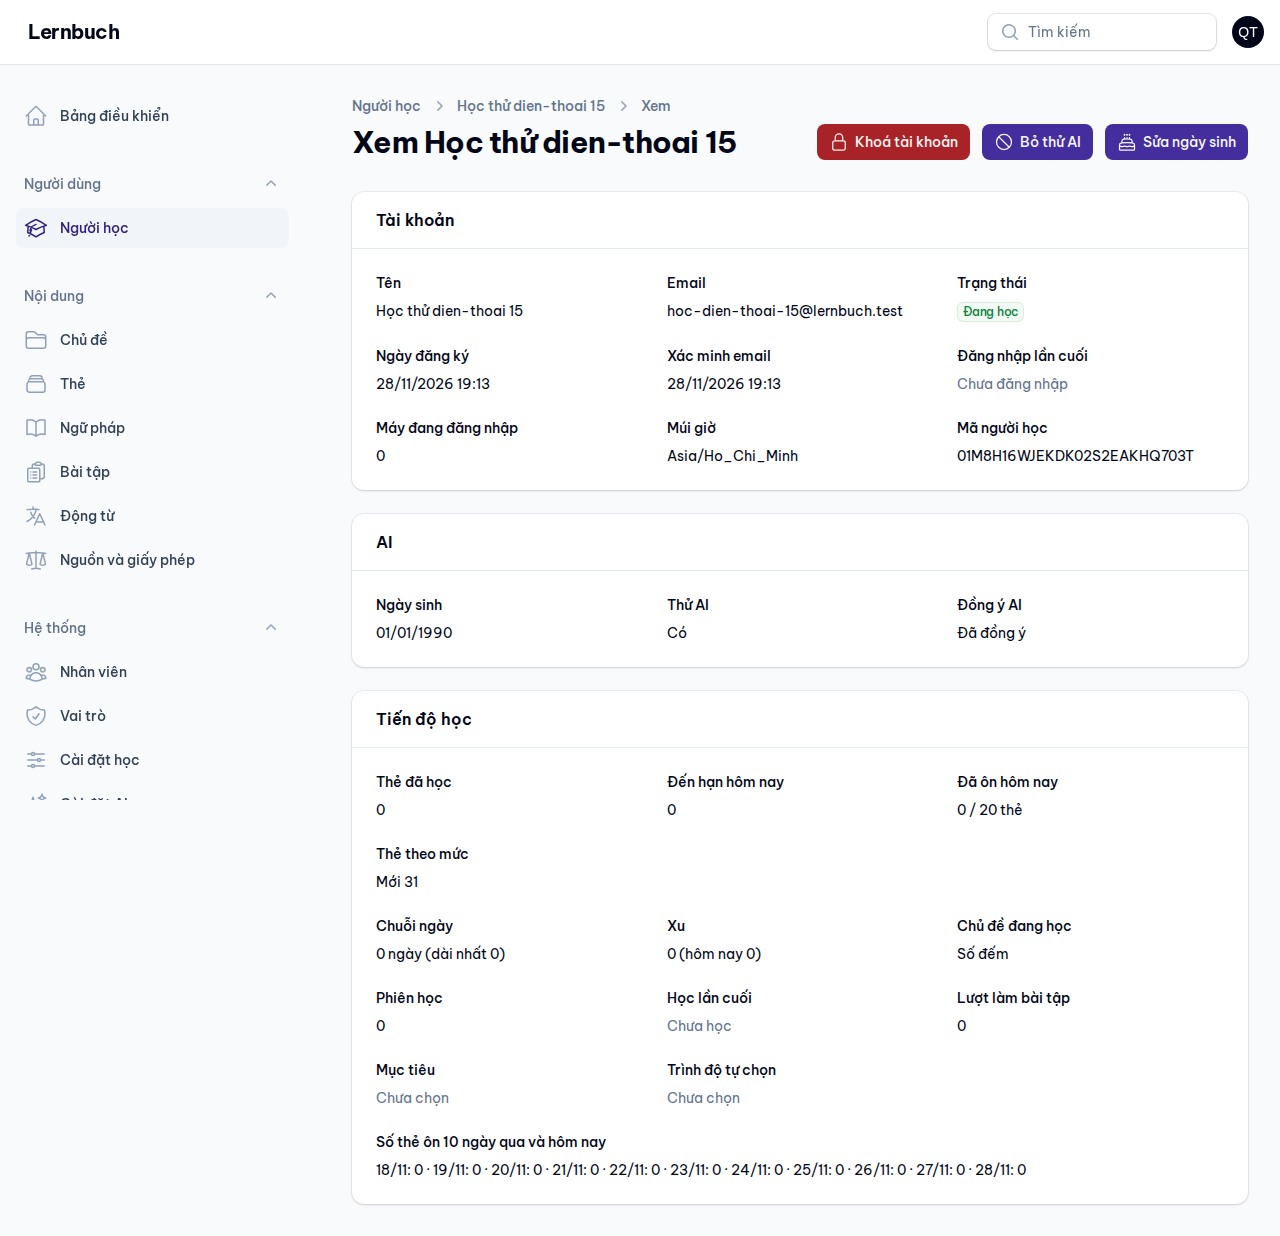 Lernbuch
Tìm kiếm
QT
Bảng điều khiển
Người dùng
Người học
Nội dung
Chủ đề
Thẻ
Ngữ pháp
Bài tập
Động từ
Nguồn và giấy phép
Hệ thống
Nhân viên
Vai trò
Cài đặt học
Người học > Học thử dien-thoai 15 > Xem
Xem Học thử dien-thoai 15
Khoá tài khoản Bỏ thử AI Sửa ngày sinh
Tài khoản
Tên Email Trạng thái
Học thử dien-thoai 15 hoc-dien-thoai-15@lernbuch.test Đang học
Ngày đăng ký Xác minh email Đăng nhập lần cuối
28/11/2026 19:13 28/11/2026 19:13 Chưa đăng nhập
Máy đang đăng nhập Múi giờ Mã người học
0 Asia/Ho_Chi_Minh 01M8H16WJEKDK02S2EAKHQ703T
AI
Ngày sinh Thử AI Đồng ý AI
01/01/1990 Có Đã đồng ý
Tiến độ học
Thẻ đã học Đến hạn hôm nay Đã ôn hôm nay
0 0 0 / 20 thẻ
Thẻ theo mức
Mới 31
Chuỗi ngày Xu Chủ đề đang học
0 ngày (dài nhất 0) 0 (hôm nay 0) Số đếm
Phiên học Học lần cuối Lượt làm bài tập
0 Chưa học 0
Mục tiêu Trình độ tự chọn
Chưa chọn Chưa chọn
Số thẻ ôn 10 ngày qua và hôm nay
18/11: 0 · 19/11: 0 · 20/11: 0 · 21/11: 0 · 22/11: 0 · 23/11: 0 · 24/11: 0 · 25/11: 0 · 26/11: 0 · 27/11: 0 · 28/11: 0